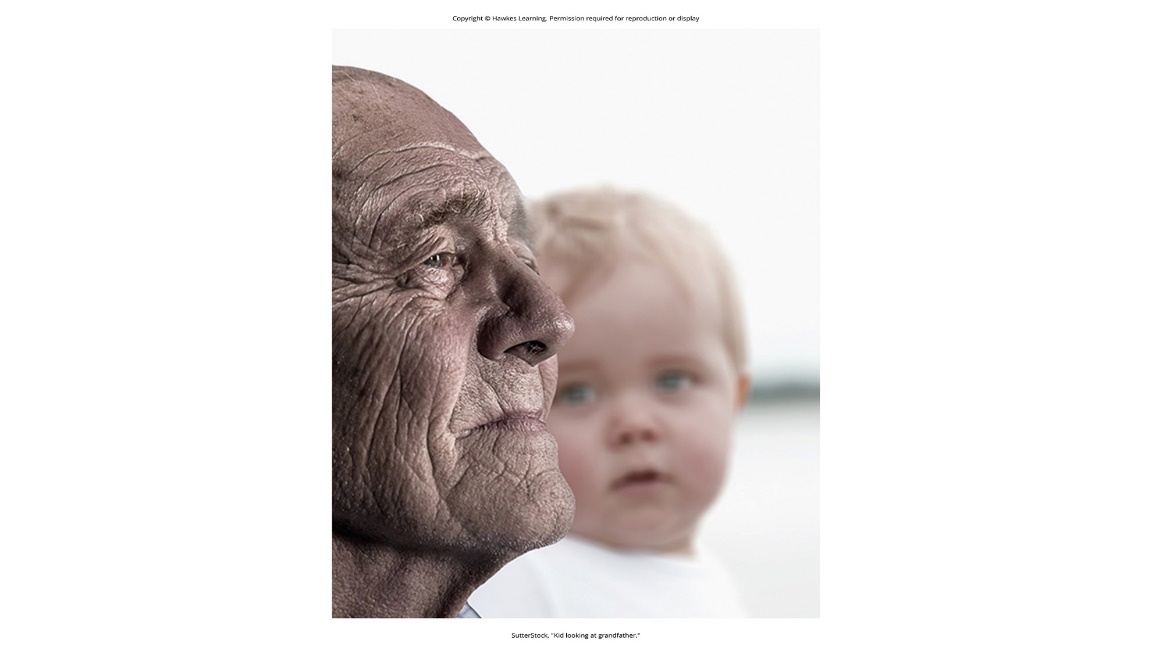 Copyright © Hawkes Learning. Permission required for reproduction or display
SutterStock, "Kid looking at grandfather."